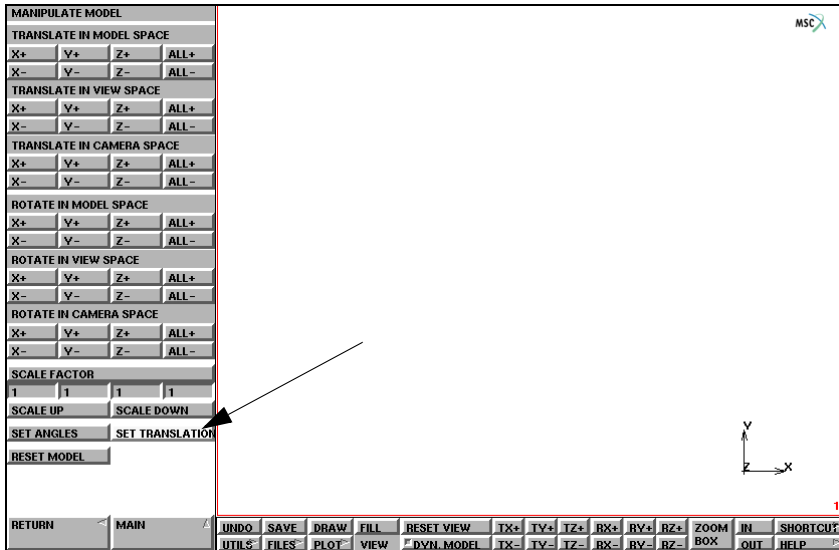 MANIPULATE MODEL
TRANSLATE IN MODEL SPACE
X+ Y+ Z+ ALL+
X- Y- Z- ALL-
TRANSLATE IN VIEW SPACE
X+ Y+ Z+ ALL+
X- Y- Z- ALL-
TRANSLATE IN CAMERA SPACE
X+ Y+ Z+ ALL+
X- Y- Z- ALL-
ROTATE IN MODEL SPACE
X+ Y+ Z+ ALL+
X- Y- Z- ALL-
ROTATE IN VIEW SPACE
X+ Y+ Z+ ALL+
X- Y- Z- ALL-
ROTATE IN CAMERA SPACE
X+ Y+ Z+ ALL+
X- Y- Z- ALL-
SCALE FACTOR
1 1 1 1
SCALE UP SCALE DOWN
SET ANGLES SET TRANSLATION
RESET MODEL
RETURN MAIN
MSC
Y
Z X
1
UNDO SAVE DRAW FILL RESET VIEW TX+ TY+ TZ+ RX+ RY+ RZ+ ZOOM IN SHORTCUT
UTILS FILES PLOT VIEW DYN. MODEL TX- TY- TZ- RX- RY- RZ- BOX OUT HELP